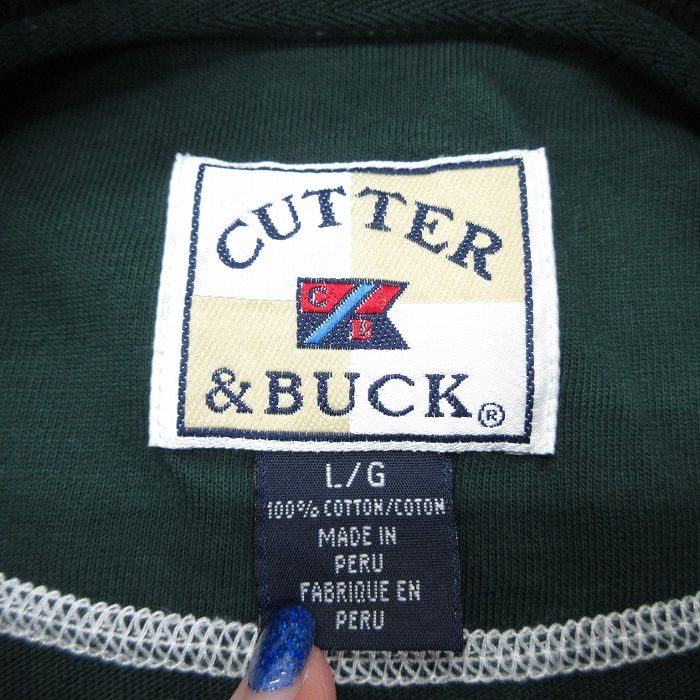 CUTTER
C B
& BUCK®
L/G
100% COTTON/COTON
MADE IN
PERU
FABRIQUE EN
PERU